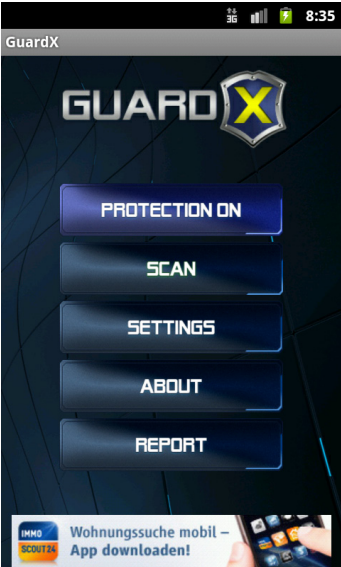 3G 8:35
GuardX
GUARD X
PROTECTION ON
SCAN
SETTINGS
ABOUT
REPORT
IMMO
SCOUT24
Wohnungssuche mobil –
App downloaden!